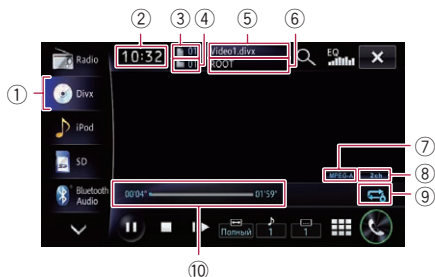 ② ③ ④ ⑤ ⑥
Radio 10:32 01 Video1.divx EQ
01 ROOT
① Divx
iPod
⑦
SD
MPEG-A 2ch ⑧
Bluetooth Audio
00'04" 01'59" ⑨
Полный 1 1
⑩